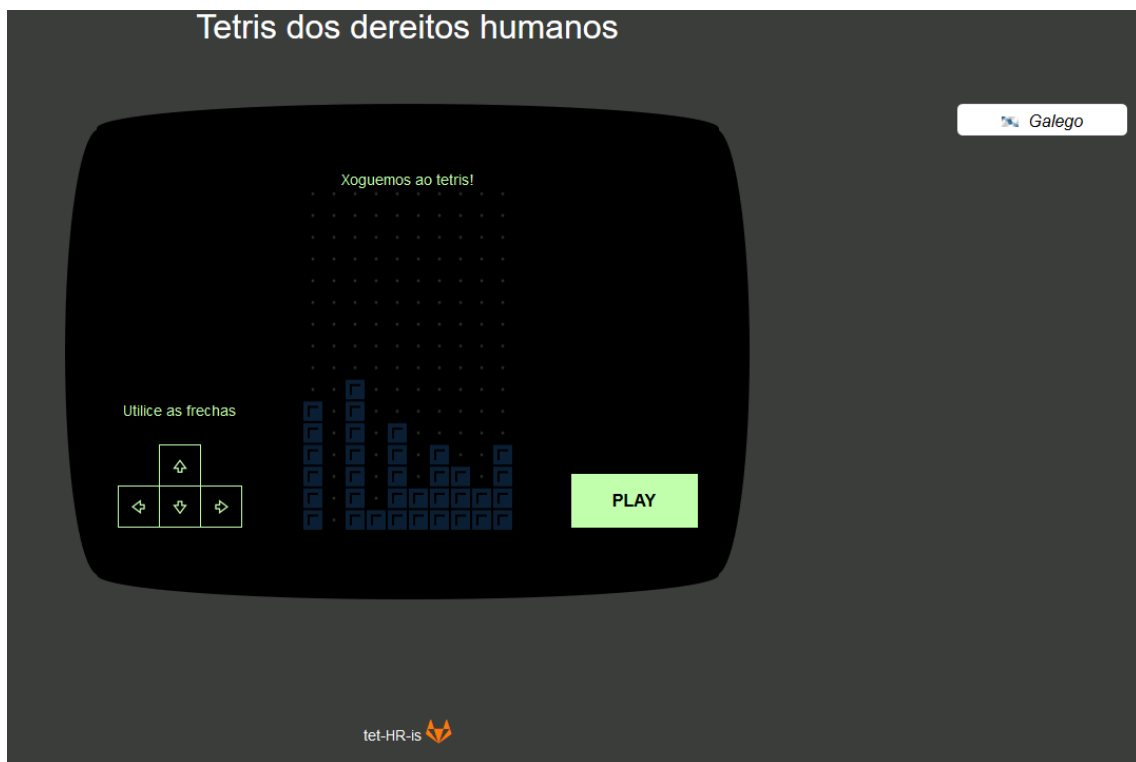 Tetris dos dereitos humanos
Galego
Xoguemos ao tetris!
Utilice as frechas
PLAY
tet-HR-is